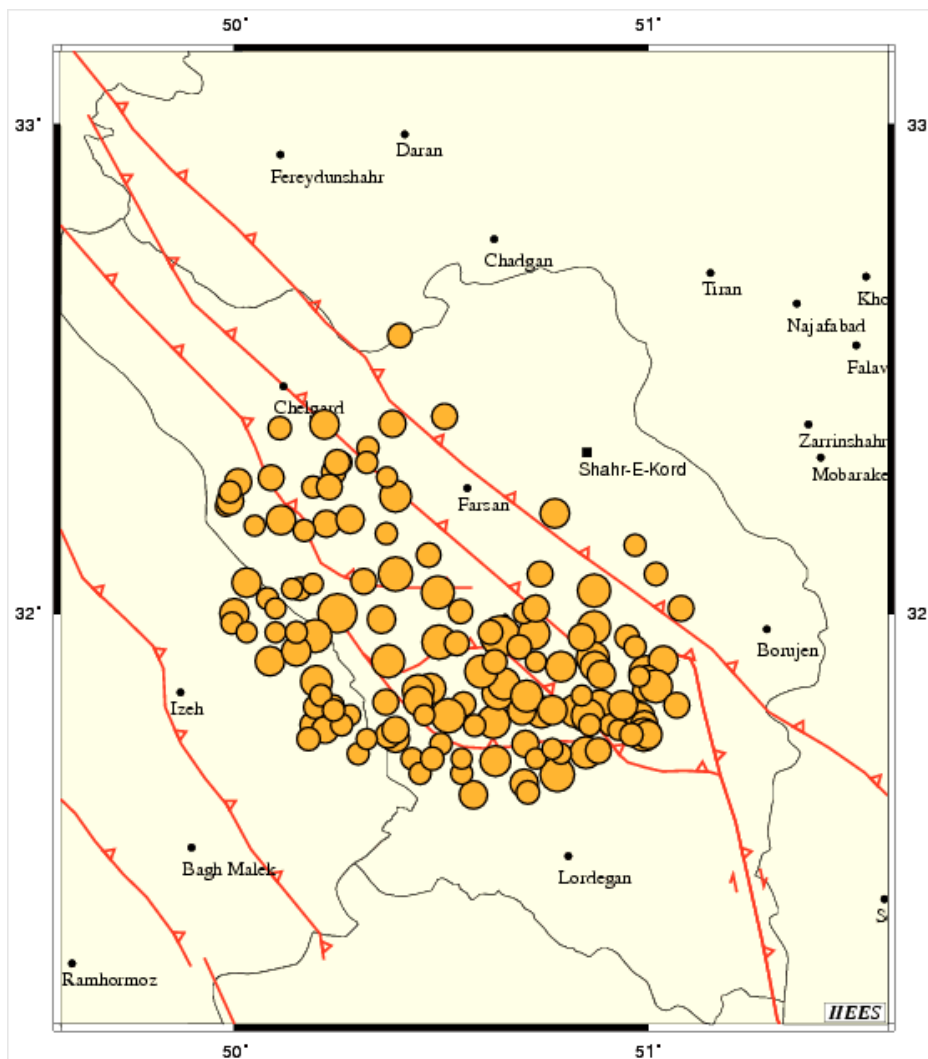 50˚ 51˚
33˚ 33
Daran
Fereydunshahr
Chadgan
Tiran
Kho
Najafabad
Falav
Chelgard
Zarrinshahr
Shahr-E-Kord
Mobarake
Farsan
32˚ 32
Borujen
Izeh
Bagh Malek
Lordegan
S
Ramhormoz
IIEES
50˚ 51˚